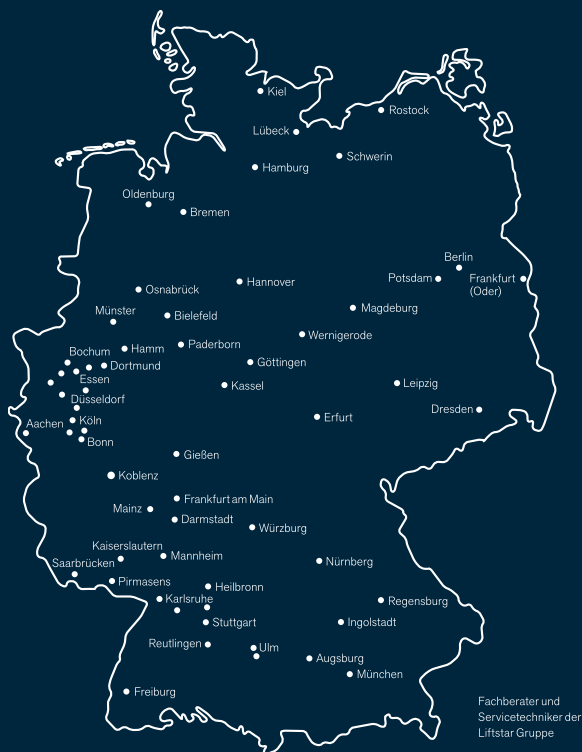 Kiel
Rostock
Lübeck
Schwerin
Hamburg
Oldenburg
Bremen
Berlin
Potsdam
Frankfurt
(Oder)
Hannover
Osnabrück
Magdeburg
Münster
Bielefeld
Wernigerode
Hamm
Paderborn
Bochum
Dortmund
Göttingen
Essen
Kassel
Leipzig
Düsseldorf
Dresden
Erfurt
Aachen
Köln
Bonn
Gießen
Koblenz
Frankfurt am Main
Mainz
Darmstadt
Würzburg
Kaiserslautern
Mannheim
Saarbrücken
Nürnberg
Pirmasens
Heilbronn
Karlsruhe
Regensburg
Stuttgart
Ingolstadt
Reutlingen
Ulm
Augsburg
München
Freiburg
Fachberater und
Servicetechniker der
Liftstar Gruppe